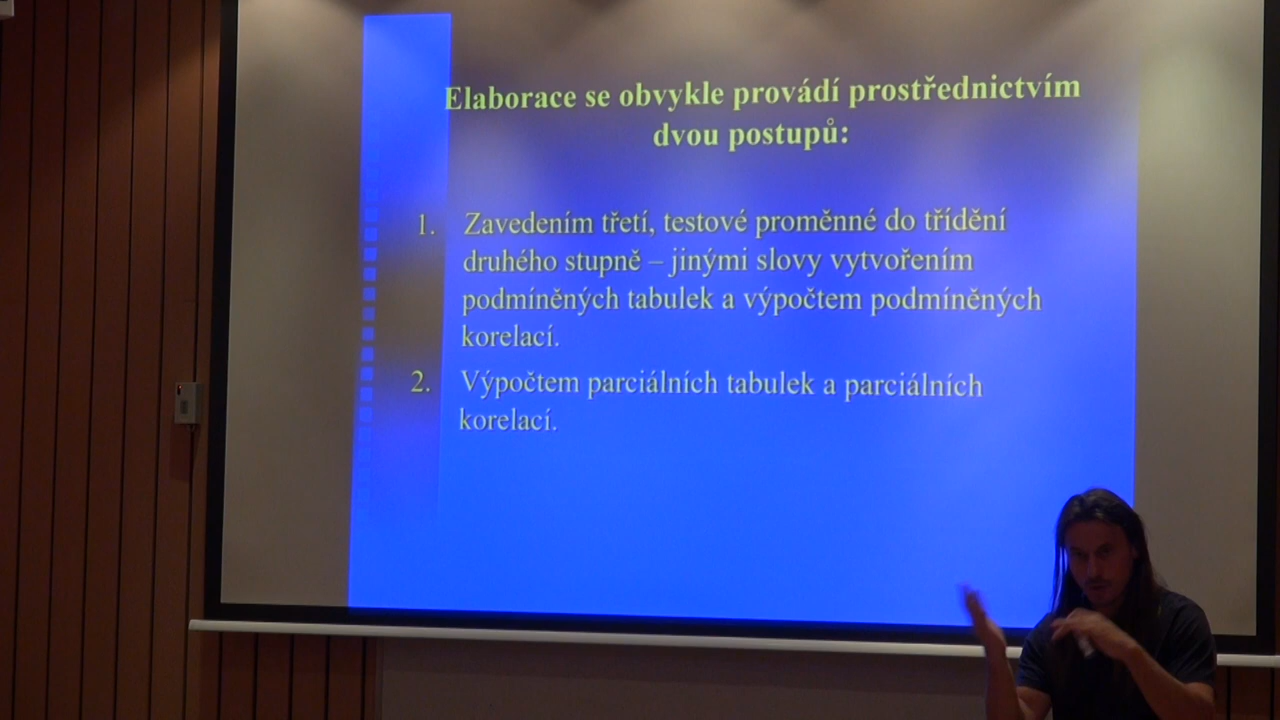 Elaborace se obvykle provádí prostřednictvím
dvou postupů:
1. Zavedením třetí, testové proměnné do třídění
druhého stupně – jinými slovy vytvořením
podmíněných tabulek a výpočtem podmíněných
korelací.
2. Výpočtem parciálních tabulek a parciálních
korelací.